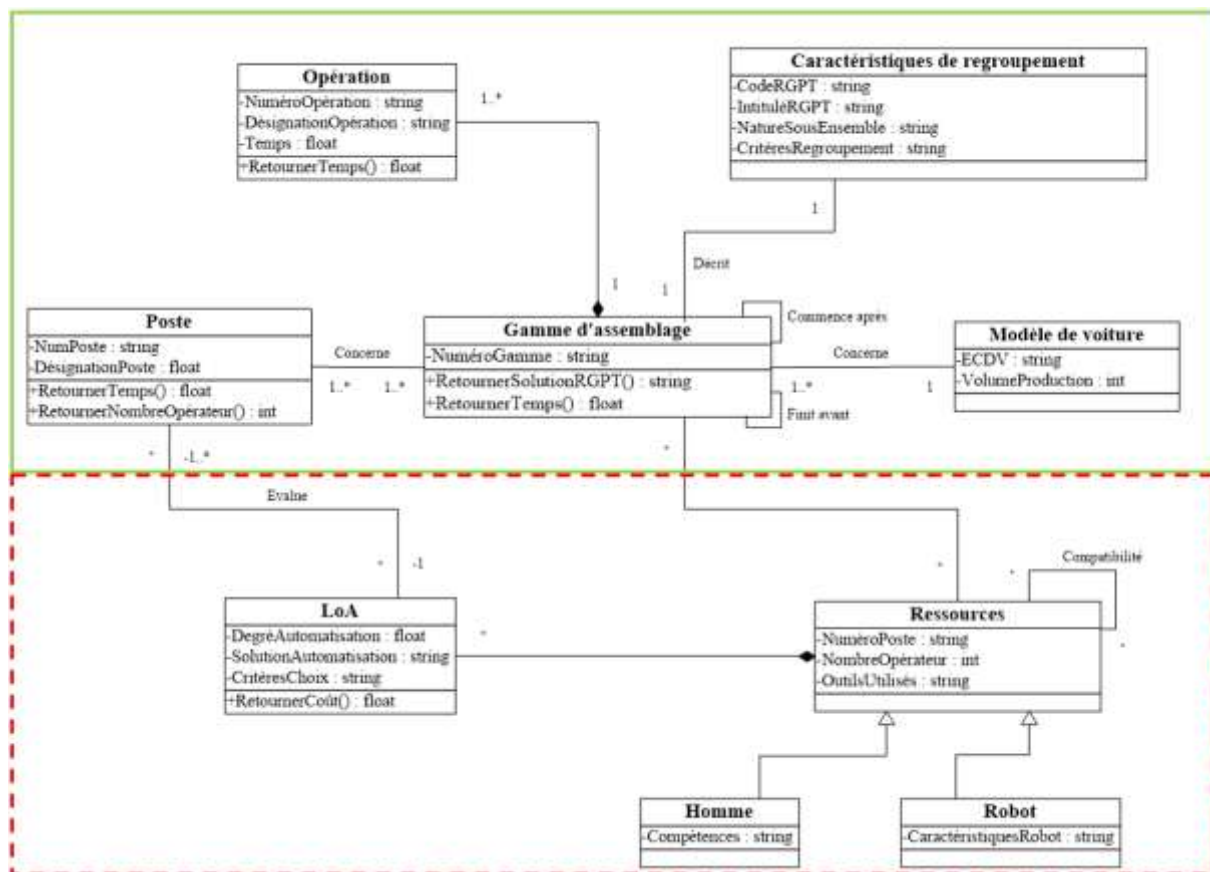 Opération
-NuméroOpération : string
-DésignationOpération : string
-Temps : float
+RetournerTemps() : float
1..*
1
Caractéristiques de regroupement
-CodeRGPT : string
-IntituléRGPT : string
-NatureSousEnsemble : string
-CritéresRegroupement : string
1
Décrit
1
Poste
-NumPoste : string
-DésignationPoste : float
+RetournerTemps() : float
+RetournerNombreOpérateur() : int
Concerne
1..*
1..*
Gamme d'assemblage
-NuméroGamme : string
+RetournerSolutionRGPT() : string
+RetournerTemps() : float
Commence après
Finit avant
Concerne
1..*
1
Modèle de voiture
-ECDV : string
-VolumeProduction : int
*
-1..*
*
Evalue
*
-1
LoA
-DegréAutomatisation : float
-SolutionAutomatisation : string
-CritéresChoix : string
+RetournerCoût() : float
*
*
Compatibilité
*
*
Ressources
-NuméroPoste : string
-NombreOpérateur : int
-OutilsUtilisés : string
Homme
-Compétences : string
Robot
-CaractéristiquesRobot : string